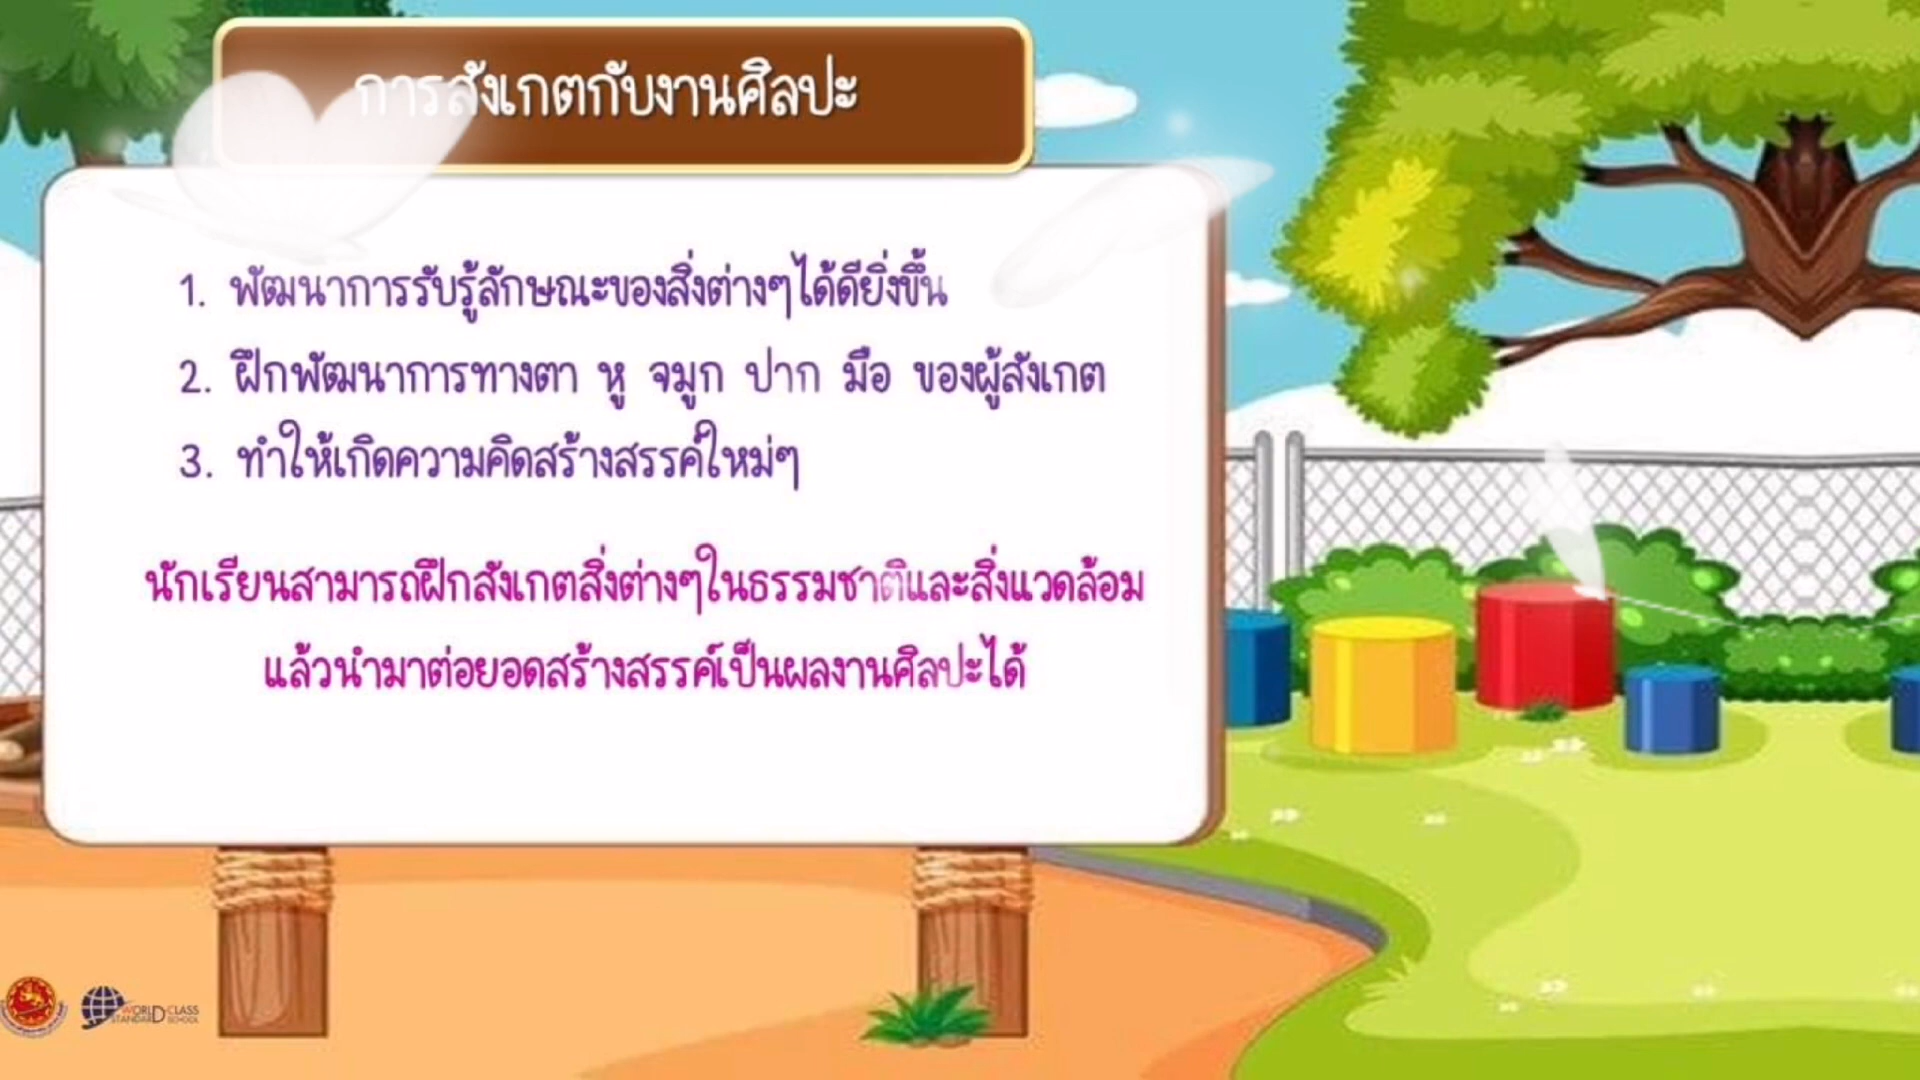 การสังเกตกับงานศิลปะ
1. พัฒนาการรับรู้ลักษณะของสิ่งต่างๆได้ดียิ่งขึ้น
2. ฝึกพัฒนาการทางตา หู จมูก ปาก มือ ของผู้สังเกต
3. ทำให้เกิดความคิดสร้างสรรค์ใหม่ๆ
นักเรียนสามารถฝึกสังเกตสิ่งต่างๆในธรรมชาติและสิ่งแวดล้อม
แล้วนำมาต่อยอดสร้างสรรค์เป็นผลงานศิลปะได้
WORLD CLASS
STANDARD SCHOOL